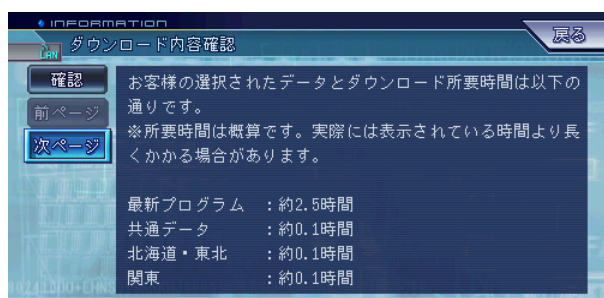 INFORMATION
LAN
ダウンロード内容確認
戻る
確認
前ページ
次ページ
お客様の選択されたデータとダウンロード所要時間は以下の
通りです。
※所要時間は概算です。実際には表示されている時間より長
くかかる場合があります。
最新プログラム ：約2.5時間
共通データ ：約0.1時間
北海道・東北 ：約0.1時間
関東 ：約0.1時間